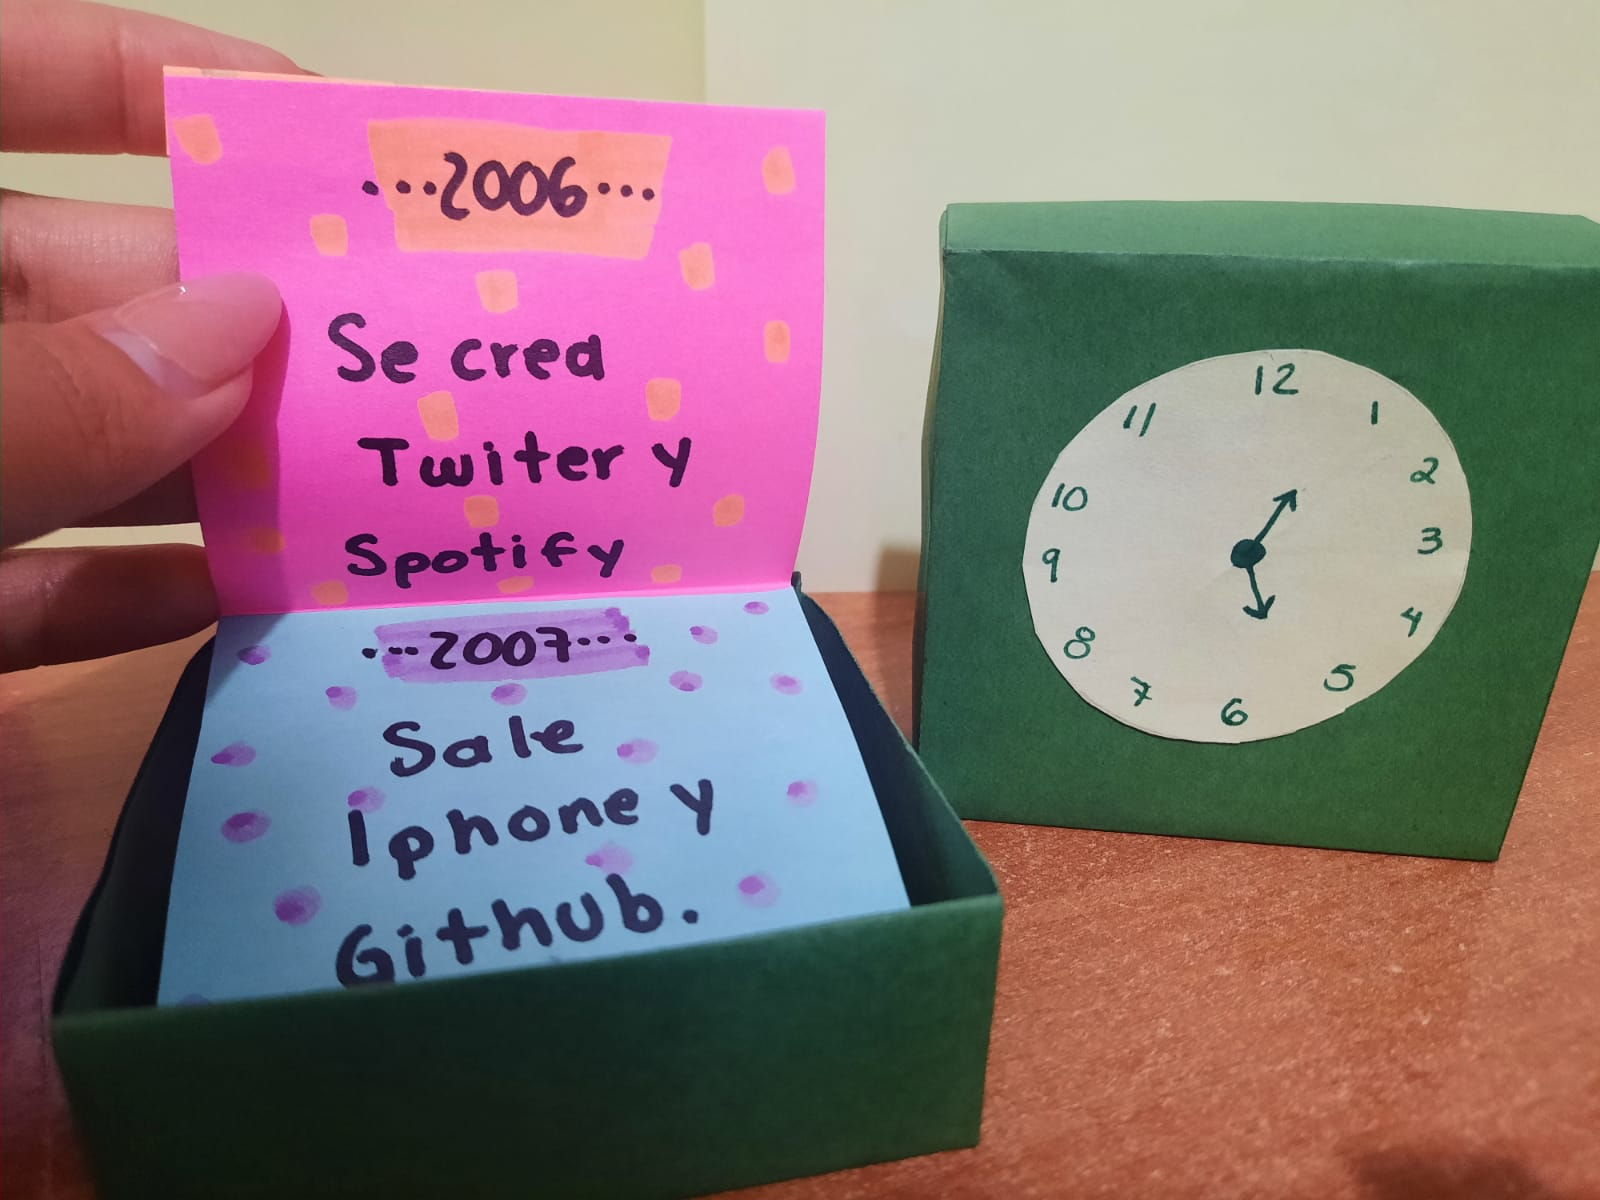 ...2006...
Se crea
Twiter y
Spotify
...2007...
Sale
Iphone y
Github.
12
11
1
10
2
9
3
8
4
7
5
6